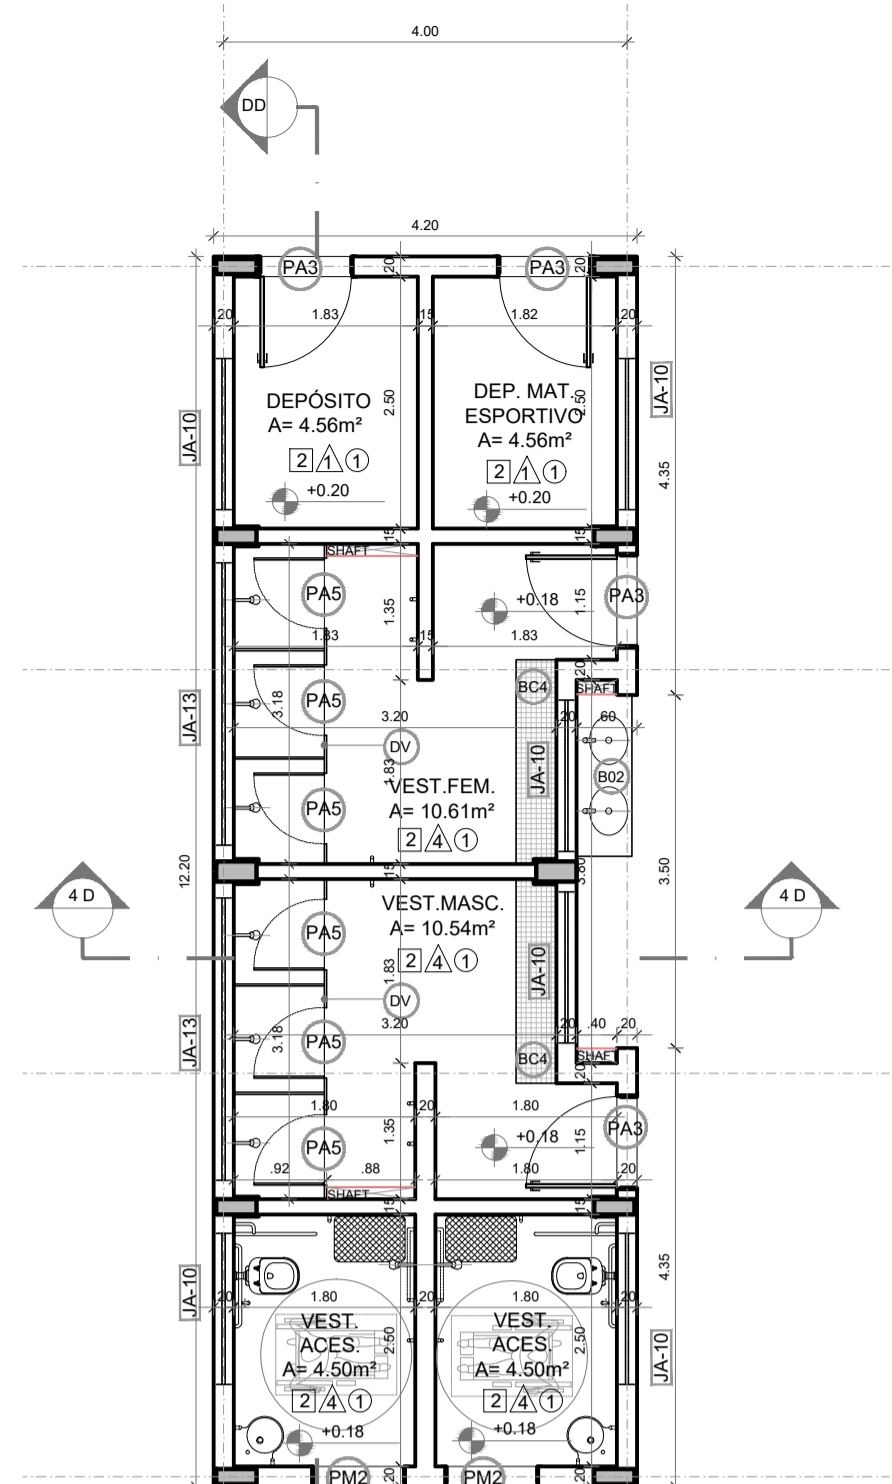 4.00
DD
4.20
PA3
PA3
20
20
20
1.83
15
1.82
20
JA-10
JA-10
DEPÓSITO
A= 4.56m²
2 1 1
+0.20
2.50
DEP. MAT.
ESPORTIVO
A= 4.56m²
2 1 1
+0.20
2.50
4.35
15
15
SHAFT
PA5
1.35
+0.18
1.15
PA3
1.83
15
1.83
20
BC4
SHAFT
JA-13
PA5
3.18
3.20
20
.60
DV
1.83
JA-10
B02
PA5
VEST.FEM.
A= 10.61m²
2 4 1
12.20
15
3.80
3.50
4 D
4 D
VEST.MASC.
A= 10.54m²
2 4 1
PA5
1.83
JA-10
DV
JA-13
PA5
3.18
3.20
20
.40
.20
BC4
SHAFT
20
1.80
20
1.80
PA5
1.35
+0.18
1.15
PA3
.92
.88
1.80
.20
SHAFT
15
15
4.35
JA-10
20
1.80
20
1.80
20
VEST.
ACES.
A= 4.50m²
2 4 1
+0.18
2.50
VEST.
ACES.
A= 4.50m²
2 4 1
+0.18
2.50
JA-10
PM2
20
PM2
20